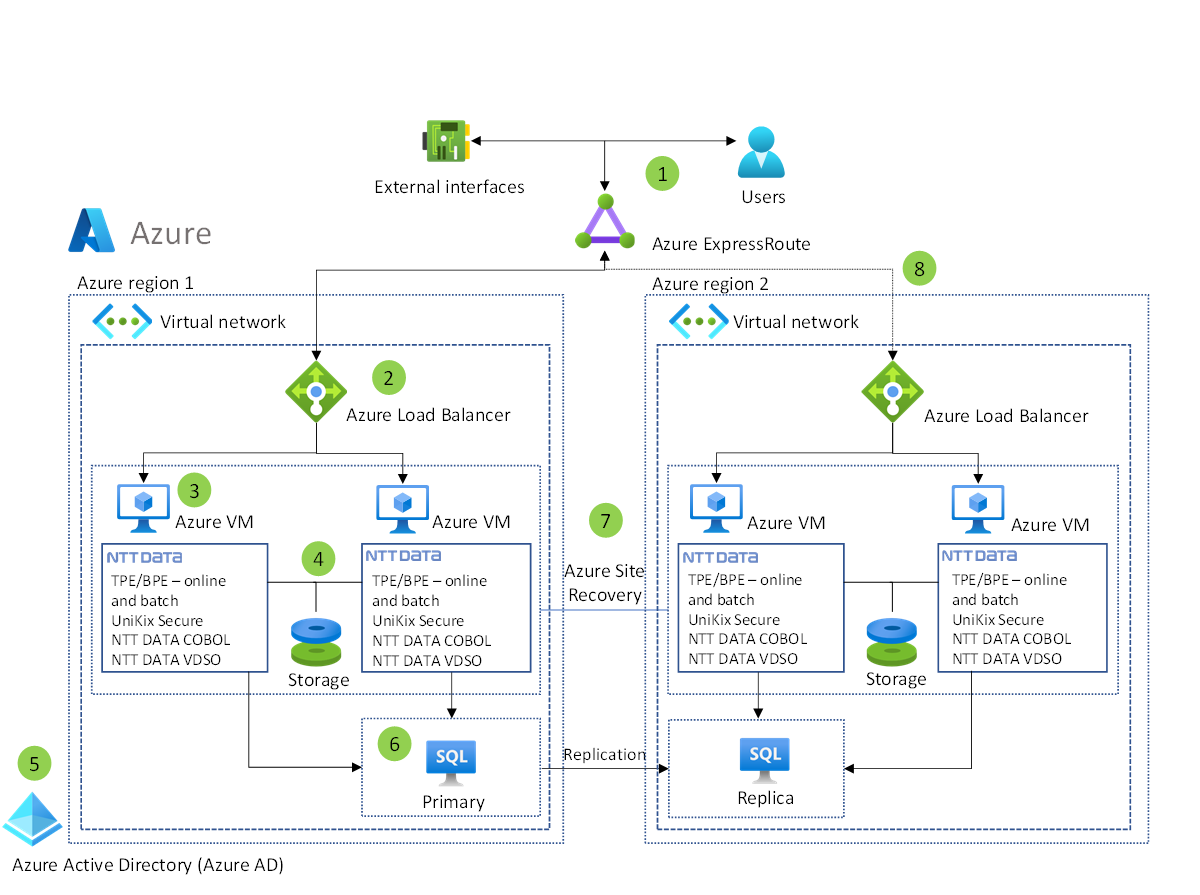 External interfaces
1
Users
Azure
Azure ExpressRoute
8
Azure region 1
Azure region 2
Virtual network
Virtual network
2
Azure Load Balancer
Azure Load Balancer
3
Azure VM
Azure VM
7
Azure VM
Azure VM
NTT DATA
TPE/BPE – online
and batch
UniKix Secure
NTT DATA COBOL
NTT DATA VDSO
4
Storage
NTT DATA
TPE/BPE – online
and batch
UniKix Secure
NTT DATA COBOL
NTT DATA VDSO
Azure Site
Recovery
NTT DATA
TPE/BPE – online
and batch
UniKix Secure
NTT DATA COBOL
NTT DATA VDSO
Storage
NTT DATA
TPE/BPE – online
and batch
UniKix Secure
NTT DATA COBOL
NTT DATA VDSO
6
SQL
Primary
Replication
SQL
Replica
5
Azure Active Directory (Azure AD)